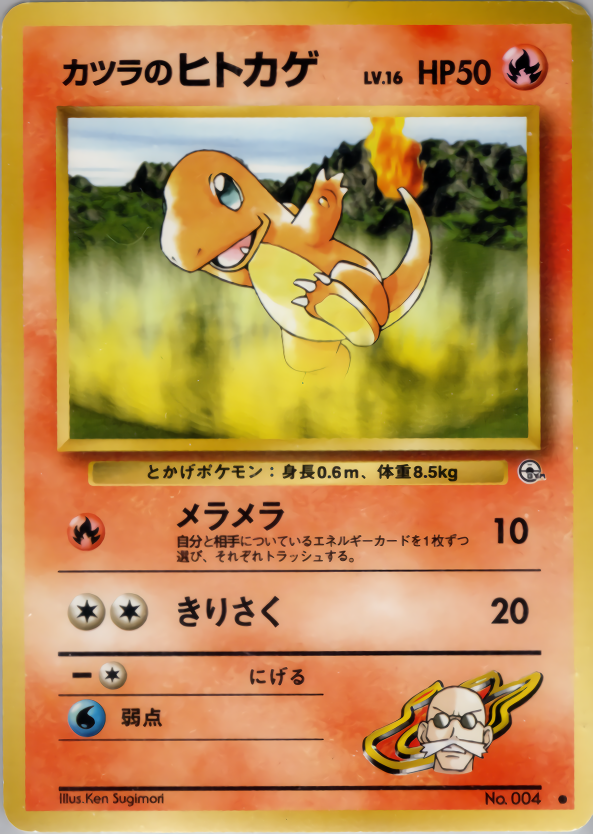 カツラのヒトカゲ LV.16 HP50
とかげポケモン：身長0.6m、体重8.5kg
メラメラ 10
自分と相手についているエネルギーカードを1枚ずつ
選び、それぞれトラッシュする。
きりさく 20
にげる
弱点
Illus.Ken Sugimori No. 004